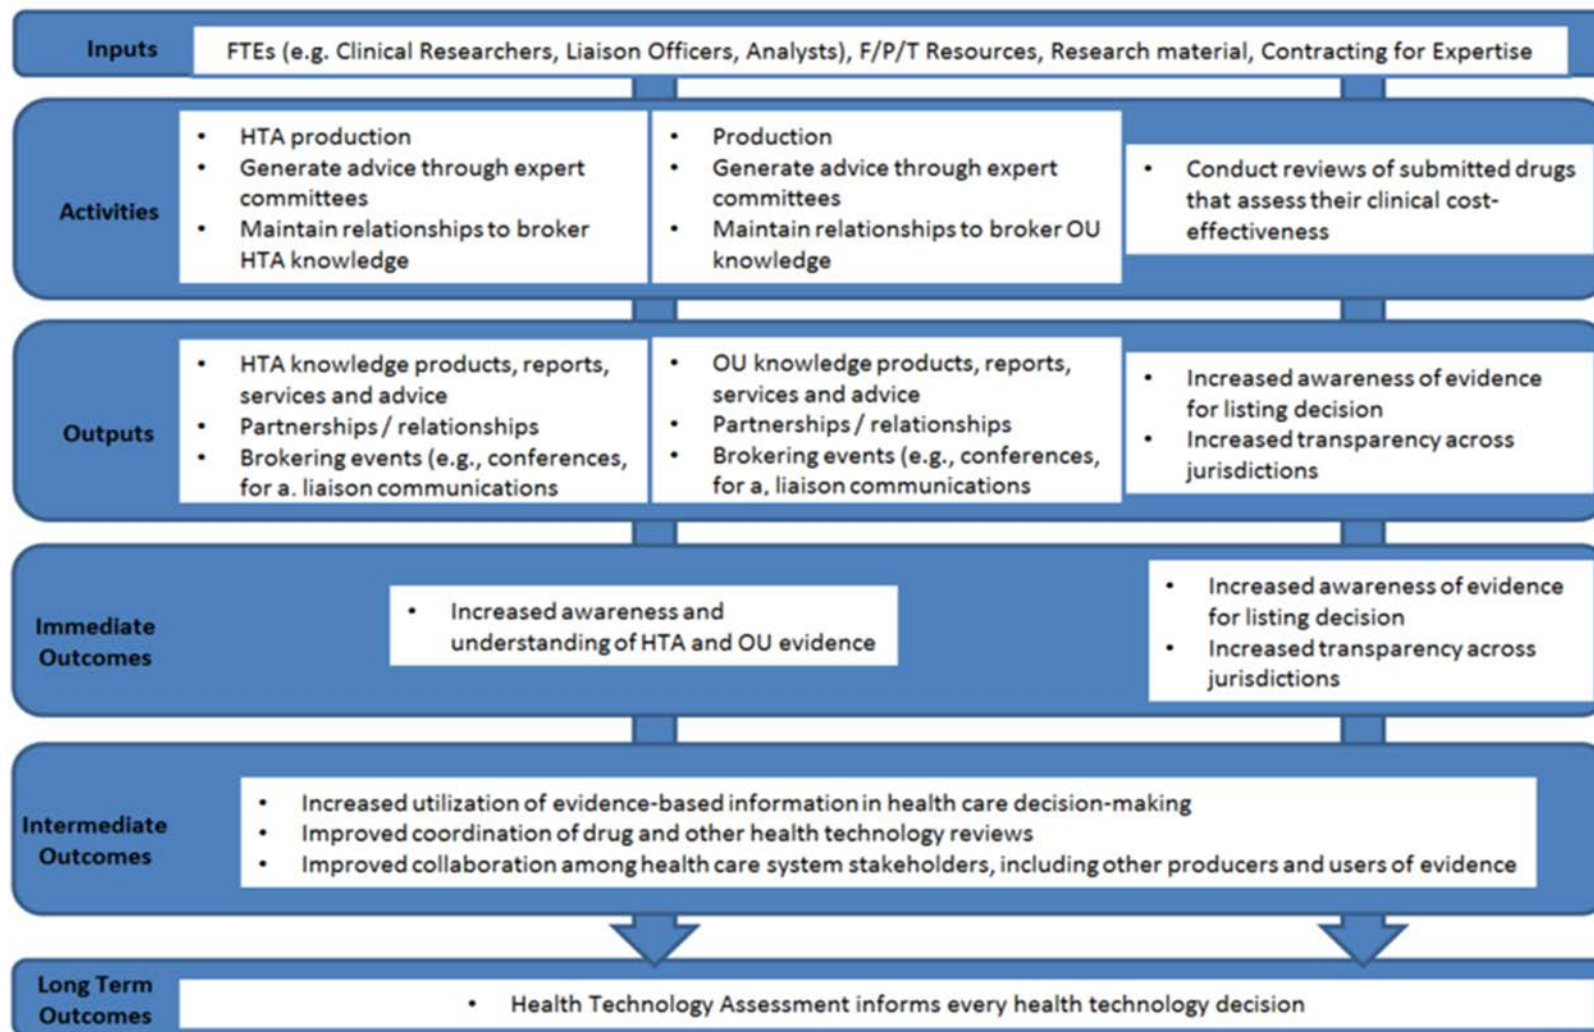 Inputs
FTEs (e.g. Clinical Researchers, Liaison Officers, Analysts), F/P/T Resources, Research material, Contracting for Expertise
Activities
• HTA production
• Generate advice through expert
committees
• Maintain relationships to broker
HTA knowledge
• Production
• Generate advice through expert
committees
• Maintain relationships to broker OU
knowledge
• Conduct reviews of submitted drugs
that assess their clinical cost-
effectiveness
Outputs
• HTA knowledge products, reports,
services and advice
• Partnerships / relationships
• Brokering events (e.g., conferences,
for a. liaison communications
• OU knowledge products, reports,
services and advice
• Partnerships / relationships
• Brokering events (e.g., conferences,
for a, liaison communications
• Increased awareness of evidence
for listing decision
• Increased transparency across
jurisdictions
Immediate
Outcomes
• Increased awareness and
understanding of HTA and OU evidence
• Increased awareness of evidence
for listing decision
• Increased transparency across
jurisdictions
Intermediate
Outcomes
• Increased utilization of evidence-based information in health care decision-making
• Improved coordination of drug and other health technology reviews
• Improved collaboration among health care system stakeholders, including other producers and users of evidence
Long Term
Outcomes
• Health Technology Assessment informs every health technology decision